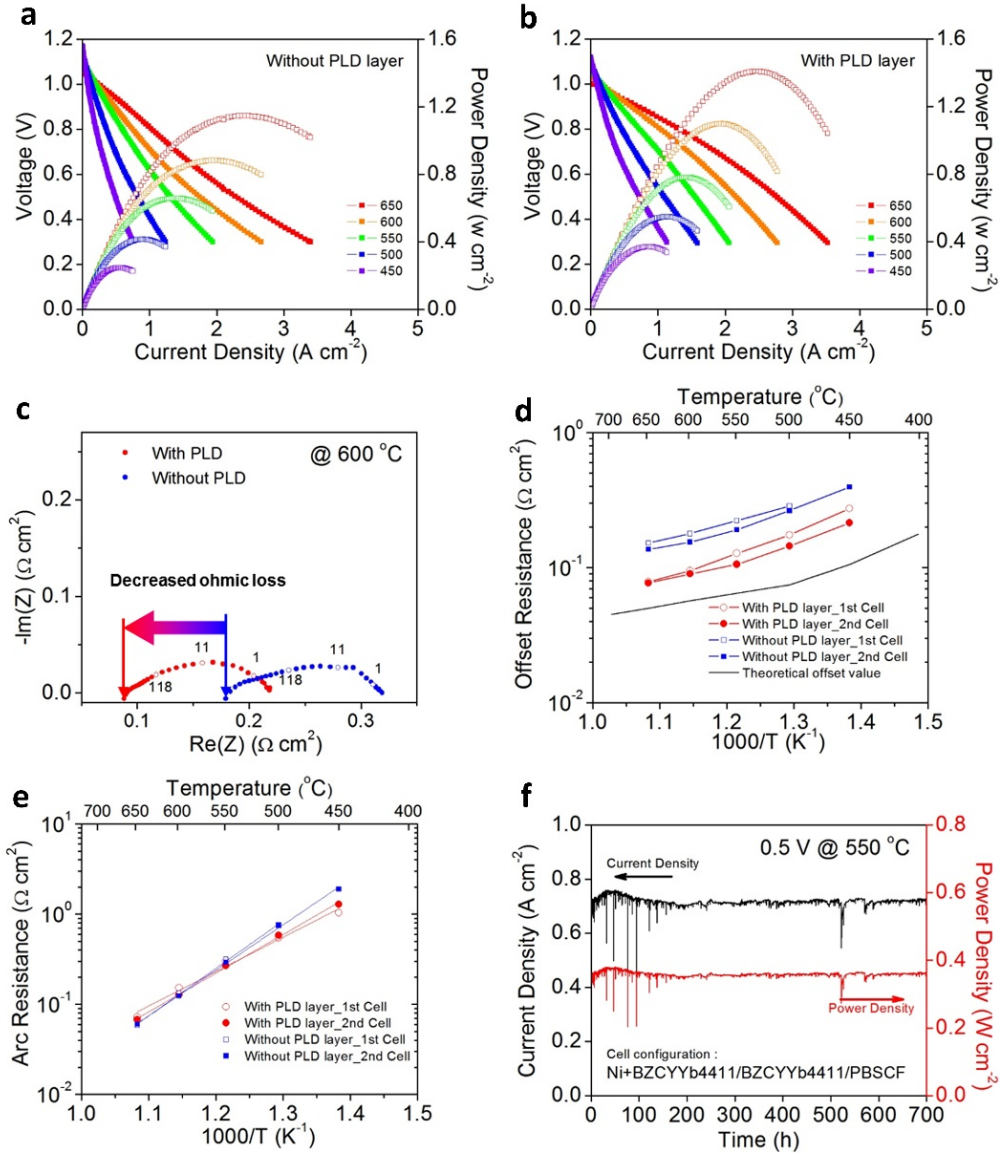 a
1.2
1.0
0.8
0.6
0.4
0.2
0.0
Voltage (V)
Without PLD layer
650
600
550
500
450
1.6
1.2
0.8
0.4
0.0
Power Density (w cm⁻²)
0 1 2 3 4 5
Current Density (A cm⁻²)
b
1.2
1.0
0.8
0.6
0.4
0.2
0.0
Voltage (V)
With PLD layer
650
600
550
500
450
1.6
1.2
0.8
0.4
0.0
Power Density (w cm⁻²)
0 1 2 3 4 5
Current Density (A cm⁻²)
c
With PLD
Without PLD
@ 600 °C
0.2
0.1
0.0
-Im(Z) (Ω cm²)
Decreased ohmic loss
11
1
118
11
1
118
0.1 0.2 0.3
Re(Z) (Ω cm²)
d
Temperature (°C)
700 650 600 550 500 450 400
10⁰
10⁻¹
10⁻²
Offset Resistance (Ω cm²)
With PLD layer_1st Cell
With PLD layer_2nd Cell
Without PLD layer_1st Cell
Without PLD layer_2nd Cell
Theoretical offset value
1.0 1.1 1.2 1.3 1.4 1.5
1000/T (K⁻¹)
e
Temperature (°C)
700 650 600 550 500 450 400
10¹
10⁰
10⁻¹
10⁻²
Arc Resistance (Ω cm²)
With PLD layer_1st Cell
With PLD layer_2nd Cell
Without PLD layer_1st Cell
Without PLD layer_2nd Cell
1.0 1.1 1.2 1.3 1.4 1.5
1000/T (K⁻¹)
f
1.0
0.8
0.6
0.4
0.2
0.0
Current Density (A cm⁻²)
0.5 V @ 550 °C
Current Density
Power Density
Cell configuration :
Ni+BZCYYb4411/BZCYYb4411/PBSCF
0.8
0.6
0.4
0.2
0.0
Power Density (W cm⁻²)
0 100 200 300 400 500 600 700
Time (h)